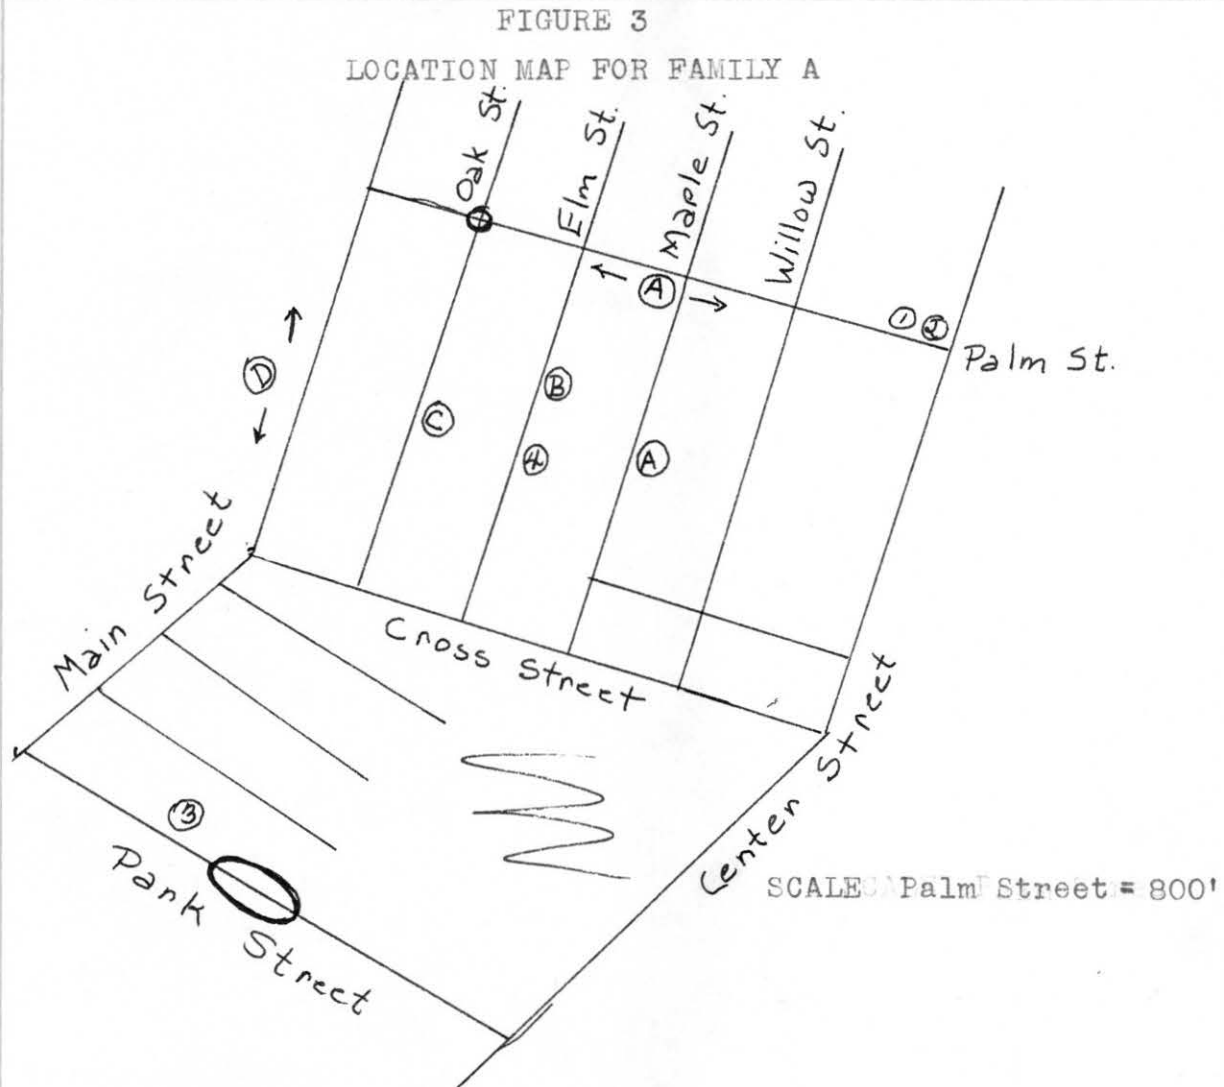 FIGURE 3
LOCATION MAP FOR FAMILY A
Oak St.
Elm St.
Maple St.
Willow St.
A
1 2
Palm St.
D
B
C
4
A
Main Street
Cross Street
3
Park Street
Center Street
SCALE Palm Street = 800'